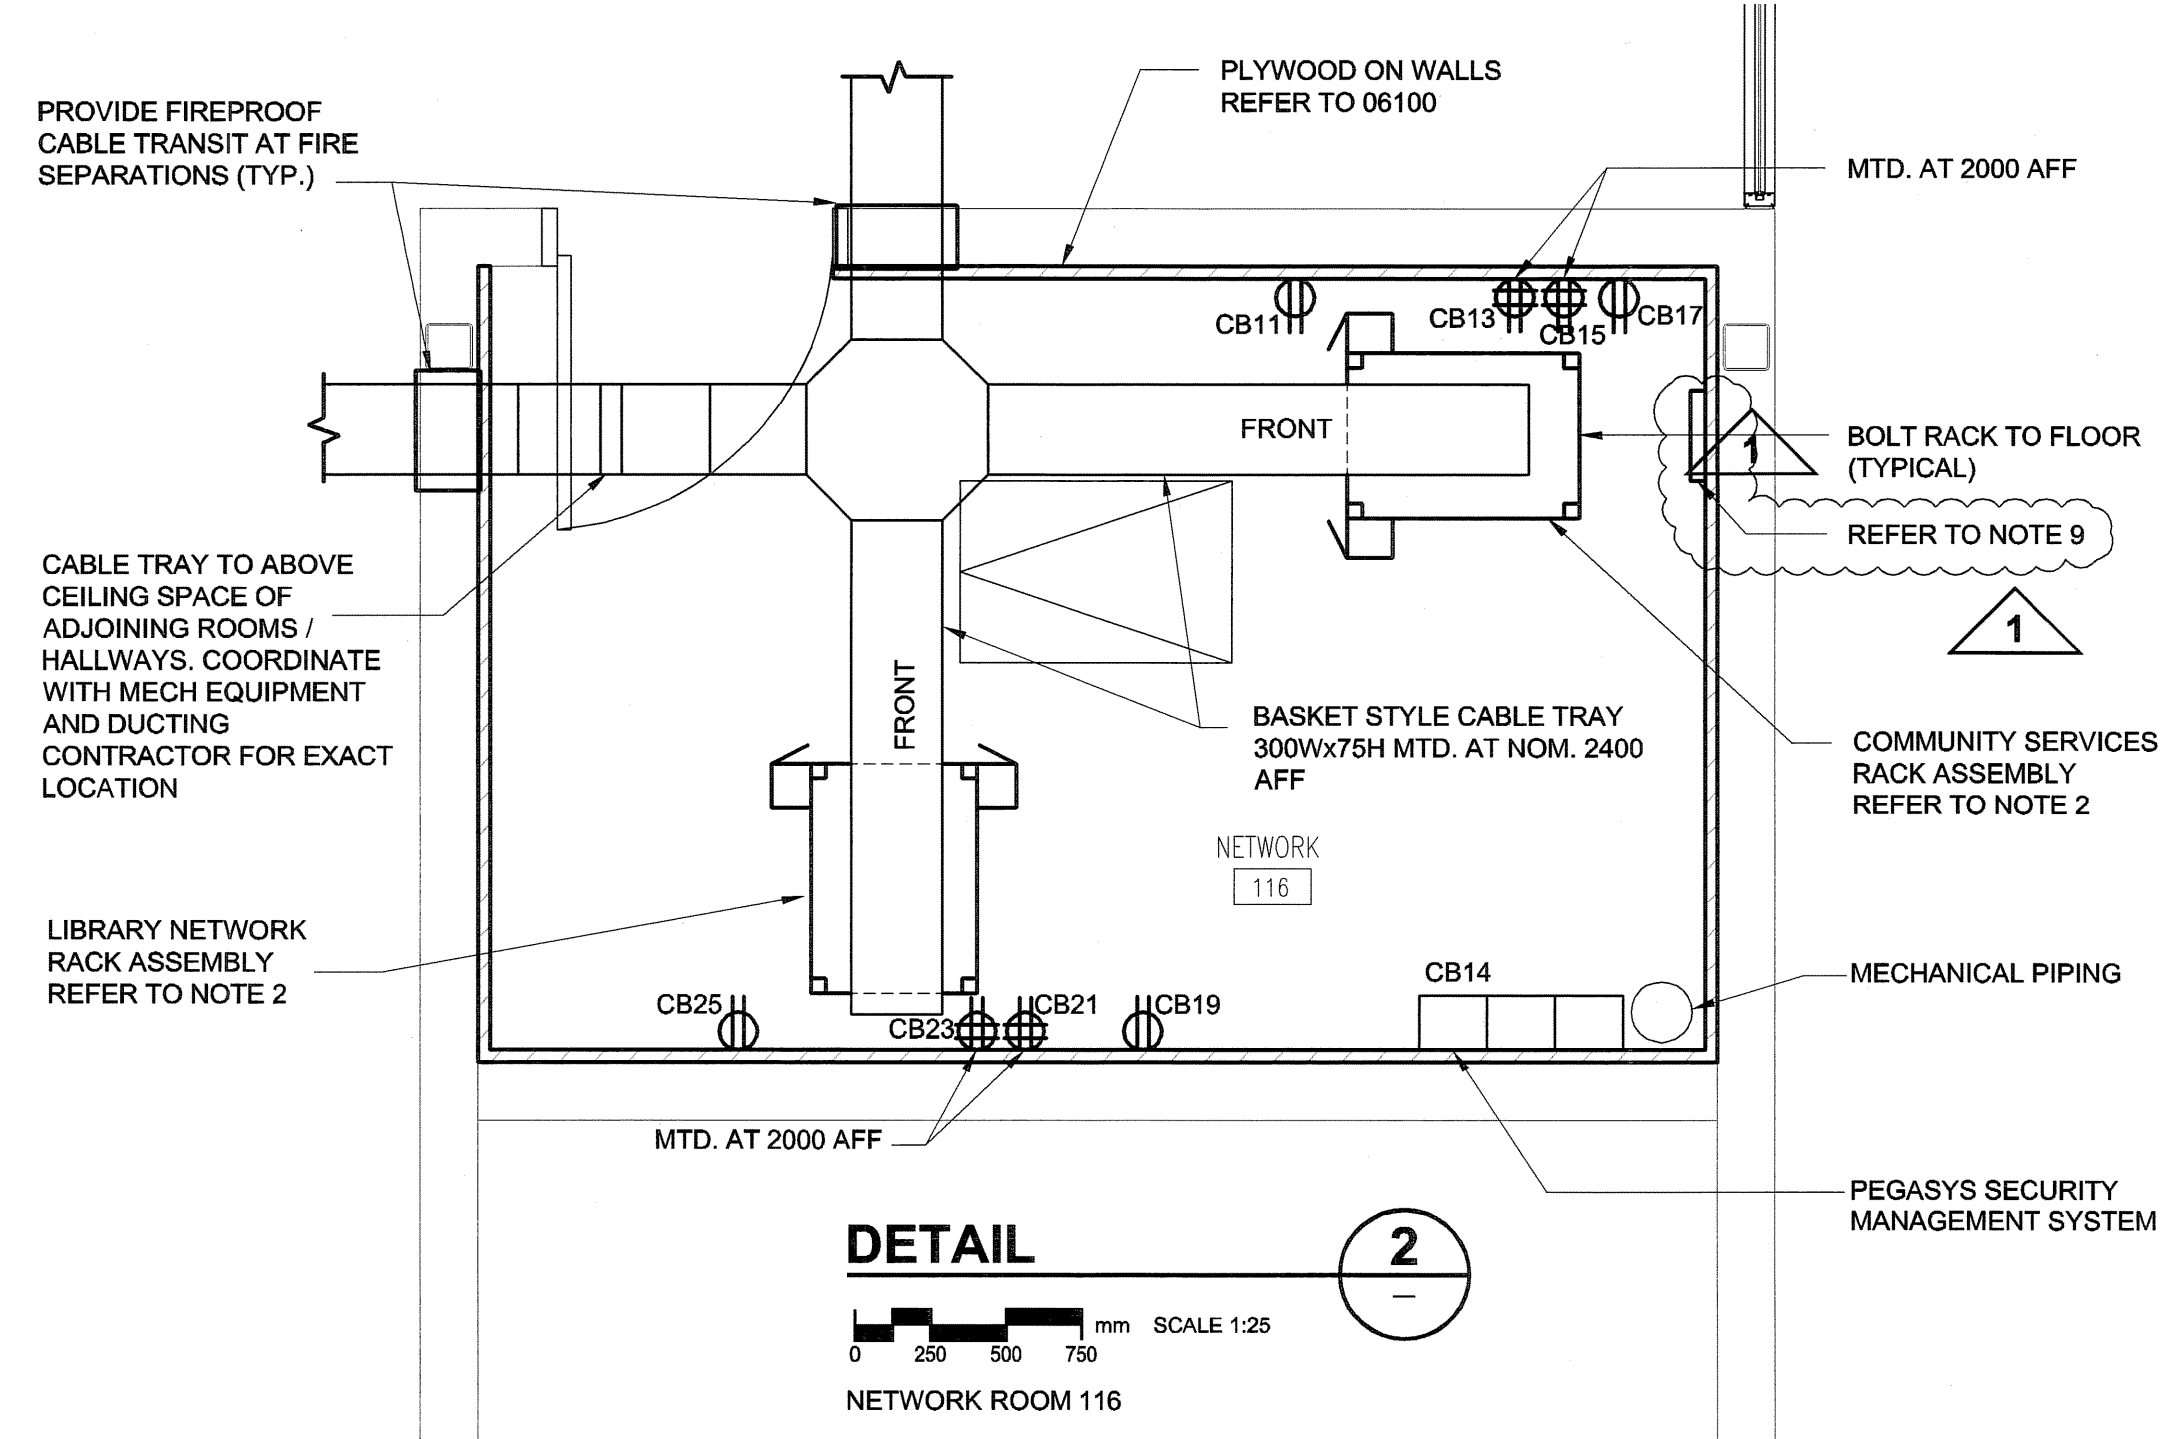 PROVIDE FIREPROOF
CABLE TRANSIT AT FIRE
SEPARATIONS (TYP.)
PLYWOOD ON WALLS
REFER TO 06100
MTD. AT 2000 AFF
CB11
CB13
CB15
CB17
FRONT
1
BOLT RACK TO FLOOR
(TYPICAL)
REFER TO NOTE 9
1
CABLE TRAY TO ABOVE
CEILING SPACE OF
ADJOINING ROOMS /
HALLWAYS. COORDINATE
WITH MECH EQUIPMENT
AND DUCTING
CONTRACTOR FOR EXACT
LOCATION
FRONT
BASKET STYLE CABLE TRAY
300Wx75H MTD. AT NOM. 2400
AFF
COMMUNITY SERVICES
RACK ASSEMBLY
REFER TO NOTE 2
NETWORK
116
LIBRARY NETWORK
RACK ASSEMBLY
REFER TO NOTE 2
CB25
CB23
CB21
CB19
CB14
MECHANICAL PIPING
MTD. AT 2000 AFF
PEGASYS SECURITY
MANAGEMENT SYSTEM
DETAIL
2
–
mm SCALE 1:25
0 250 500 750
NETWORK ROOM 116